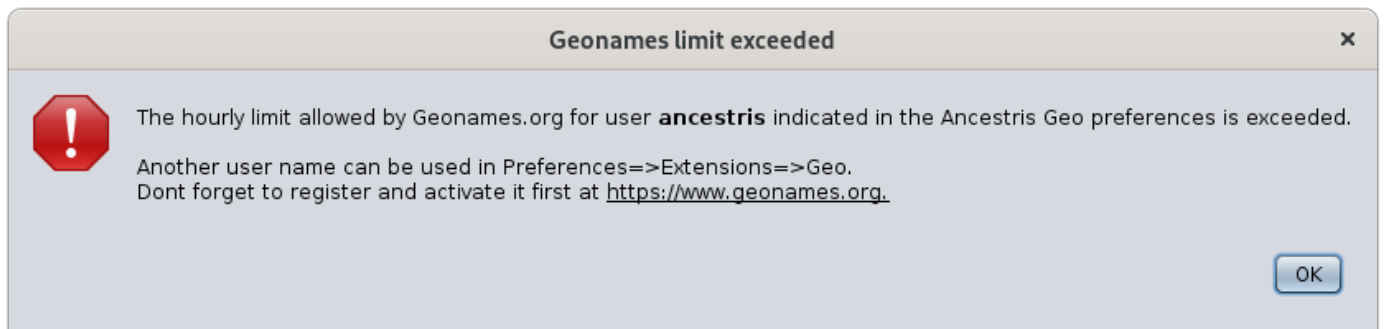 Geonames limit exceeded
The hourly limit allowed by Geonames.org for user ancestris indicated in the Ancestris Geo preferences is exceeded.
Another user name can be used in Preferences=>Extensions=>Geo.
Dont forget to register and activate it first at https://www.geonames.org.
OK